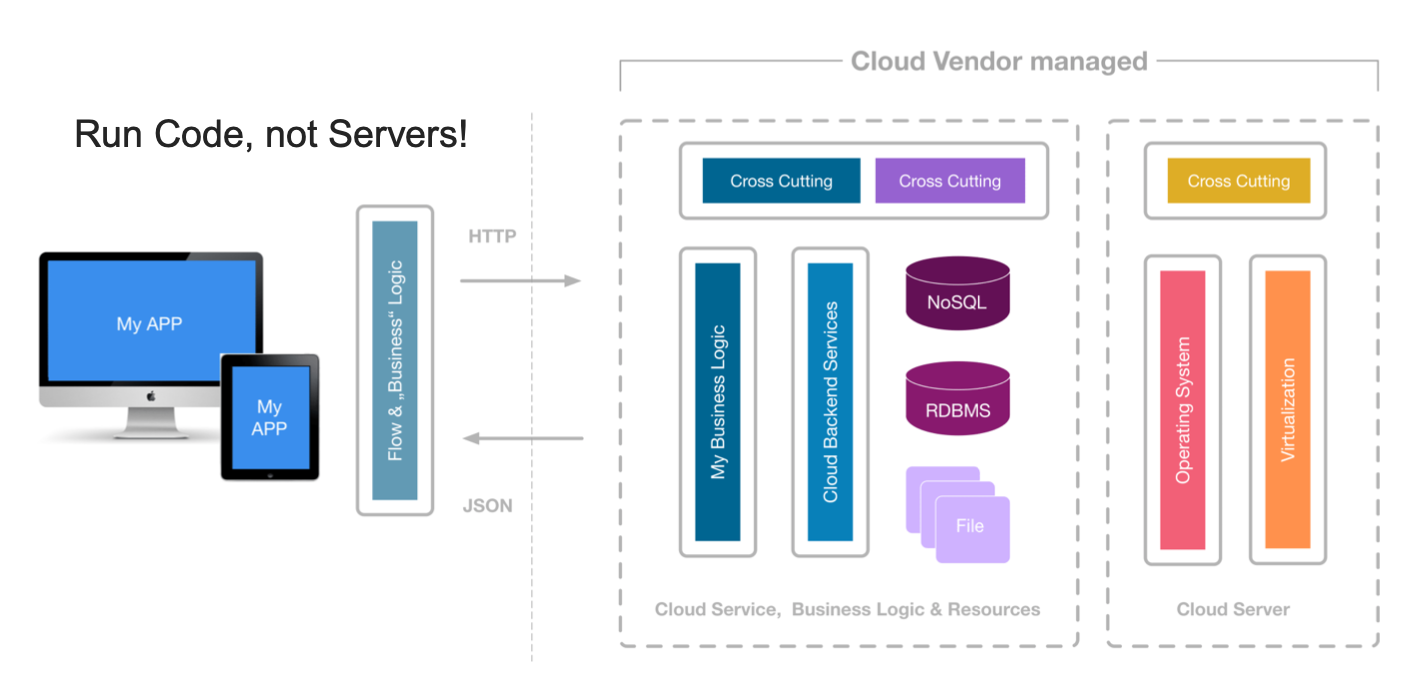 Cloud Vendor managed
Run Code, not Servers!
My APP
My
APP
Flow & „Business“ Logic
HTTP
JSON
Cross Cutting
Cross Cutting
My Business Logic
Cloud Backend Services
NoSQL
RDBMS
File
Cloud Service, Business Logic & Resources
Cross Cutting
Operating System
Virtualization
Cloud Server